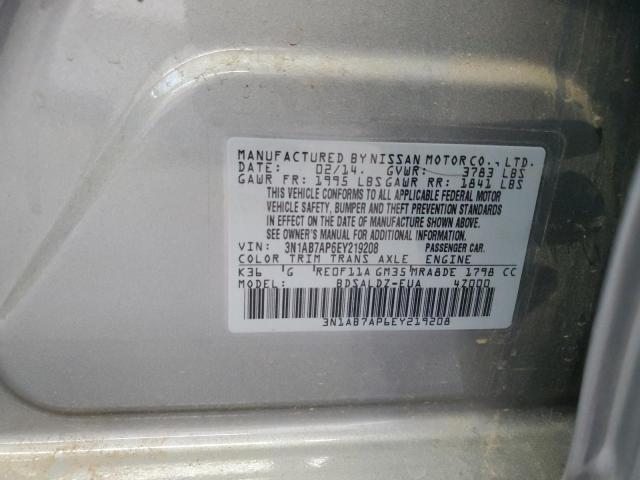 MANUFACTURED BY NISSAN MOTOR CO., LTD.
DATE: 02/14. GVWR: 3783 LBS
GAWR FR: 1995 LBS GAWR RR: 1841 LBS
THIS VEHICLE CONFORMS TO ALL APPLICABLE FEDERAL MOTOR
VEHICLE SAFETY, BUMPER AND THEFT PREVENTION STANDARDS
IN EFFECT ON THE DATE OF MANUFACTURE SHOWN ABOVE.
SEE OWNER'S MANUAL FOR ADDITIONAL INFORMATION.
VIN: 3N1AB7AP6EY219208 PASSENGER CAR.
COLOR TRIM TRANS AXLE ENGINE
K36 G RE0F11A GM35 MRA8DE 1798 CC
MODEL: BDSALDZ-EUA 4Z000
3N1AB7AP6EY219208